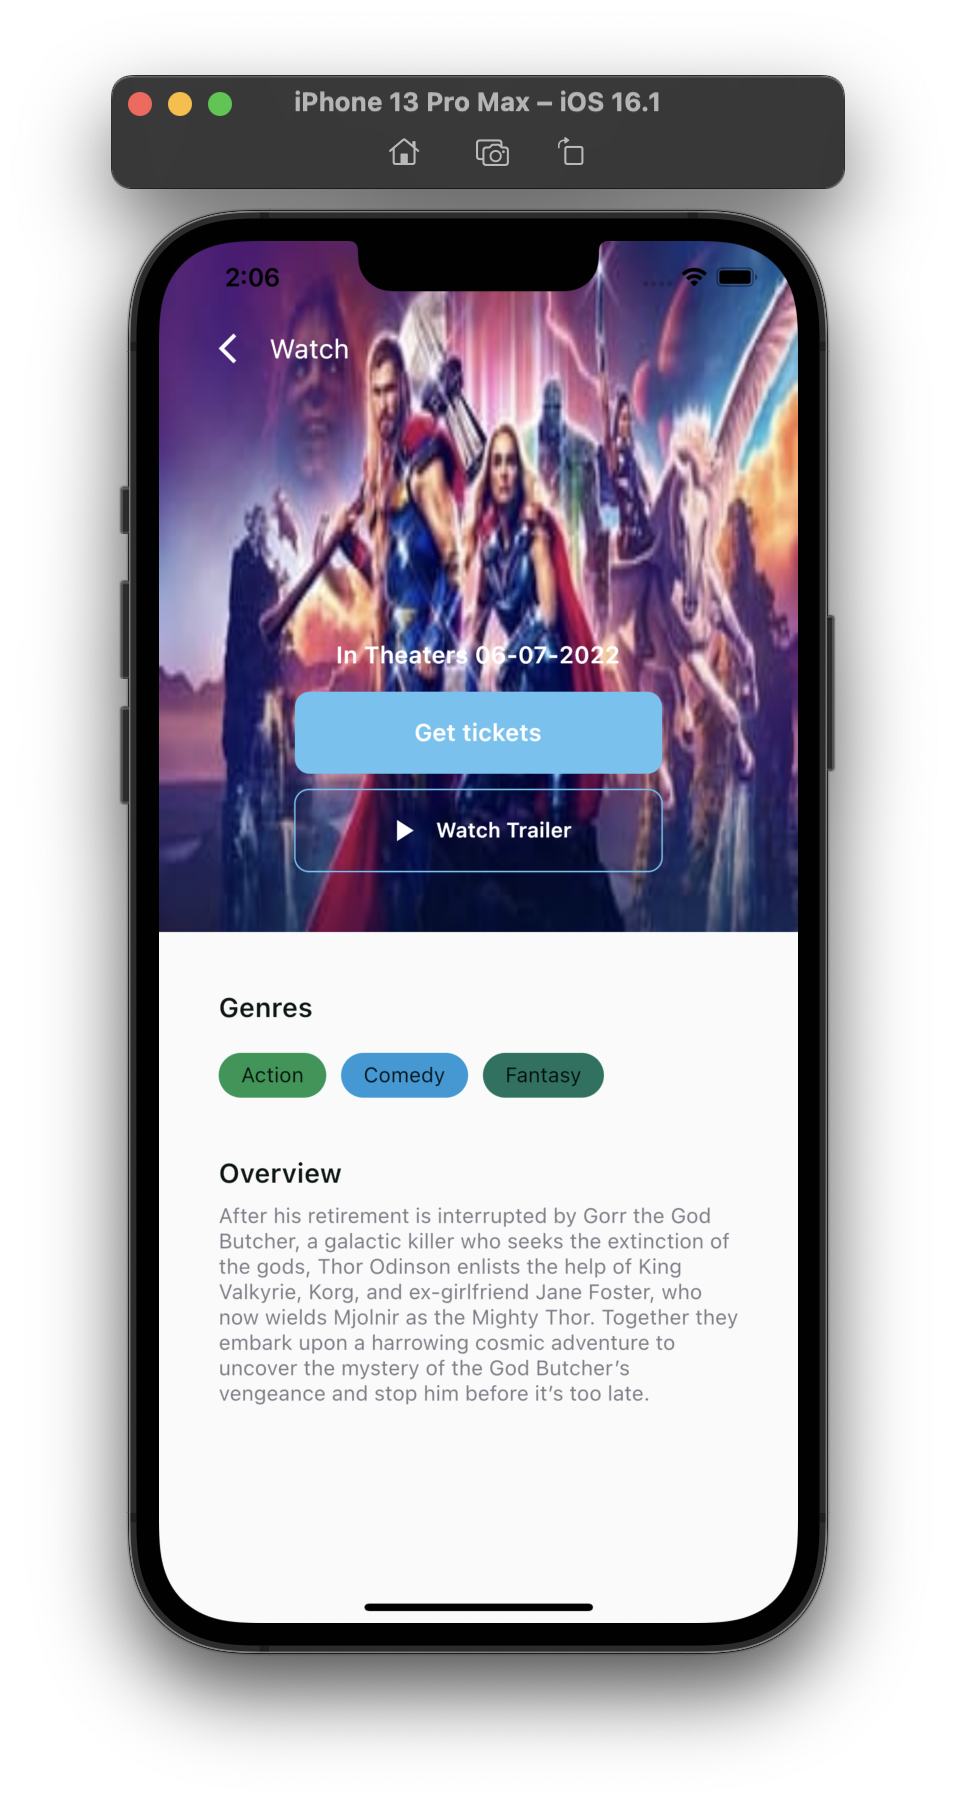 iPhone 13 Pro Max – iOS 16.1
2:06
Watch
In Theaters 06-07-2022
Get tickets
Watch Trailer
Genres
Action Comedy Fantasy
Overview
After his retirement is interrupted by Gorr the God
Butcher, a galactic killer who seeks the extinction of
the gods, Thor Odinson enlists the help of King
Valkyrie, Korg, and ex-girlfriend Jane Foster, who
now wields Mjolnir as the Mighty Thor. Together they
embark upon a harrowing cosmic adventure to
uncover the mystery of the God Butcher’s
vengeance and stop him before it’s too late.